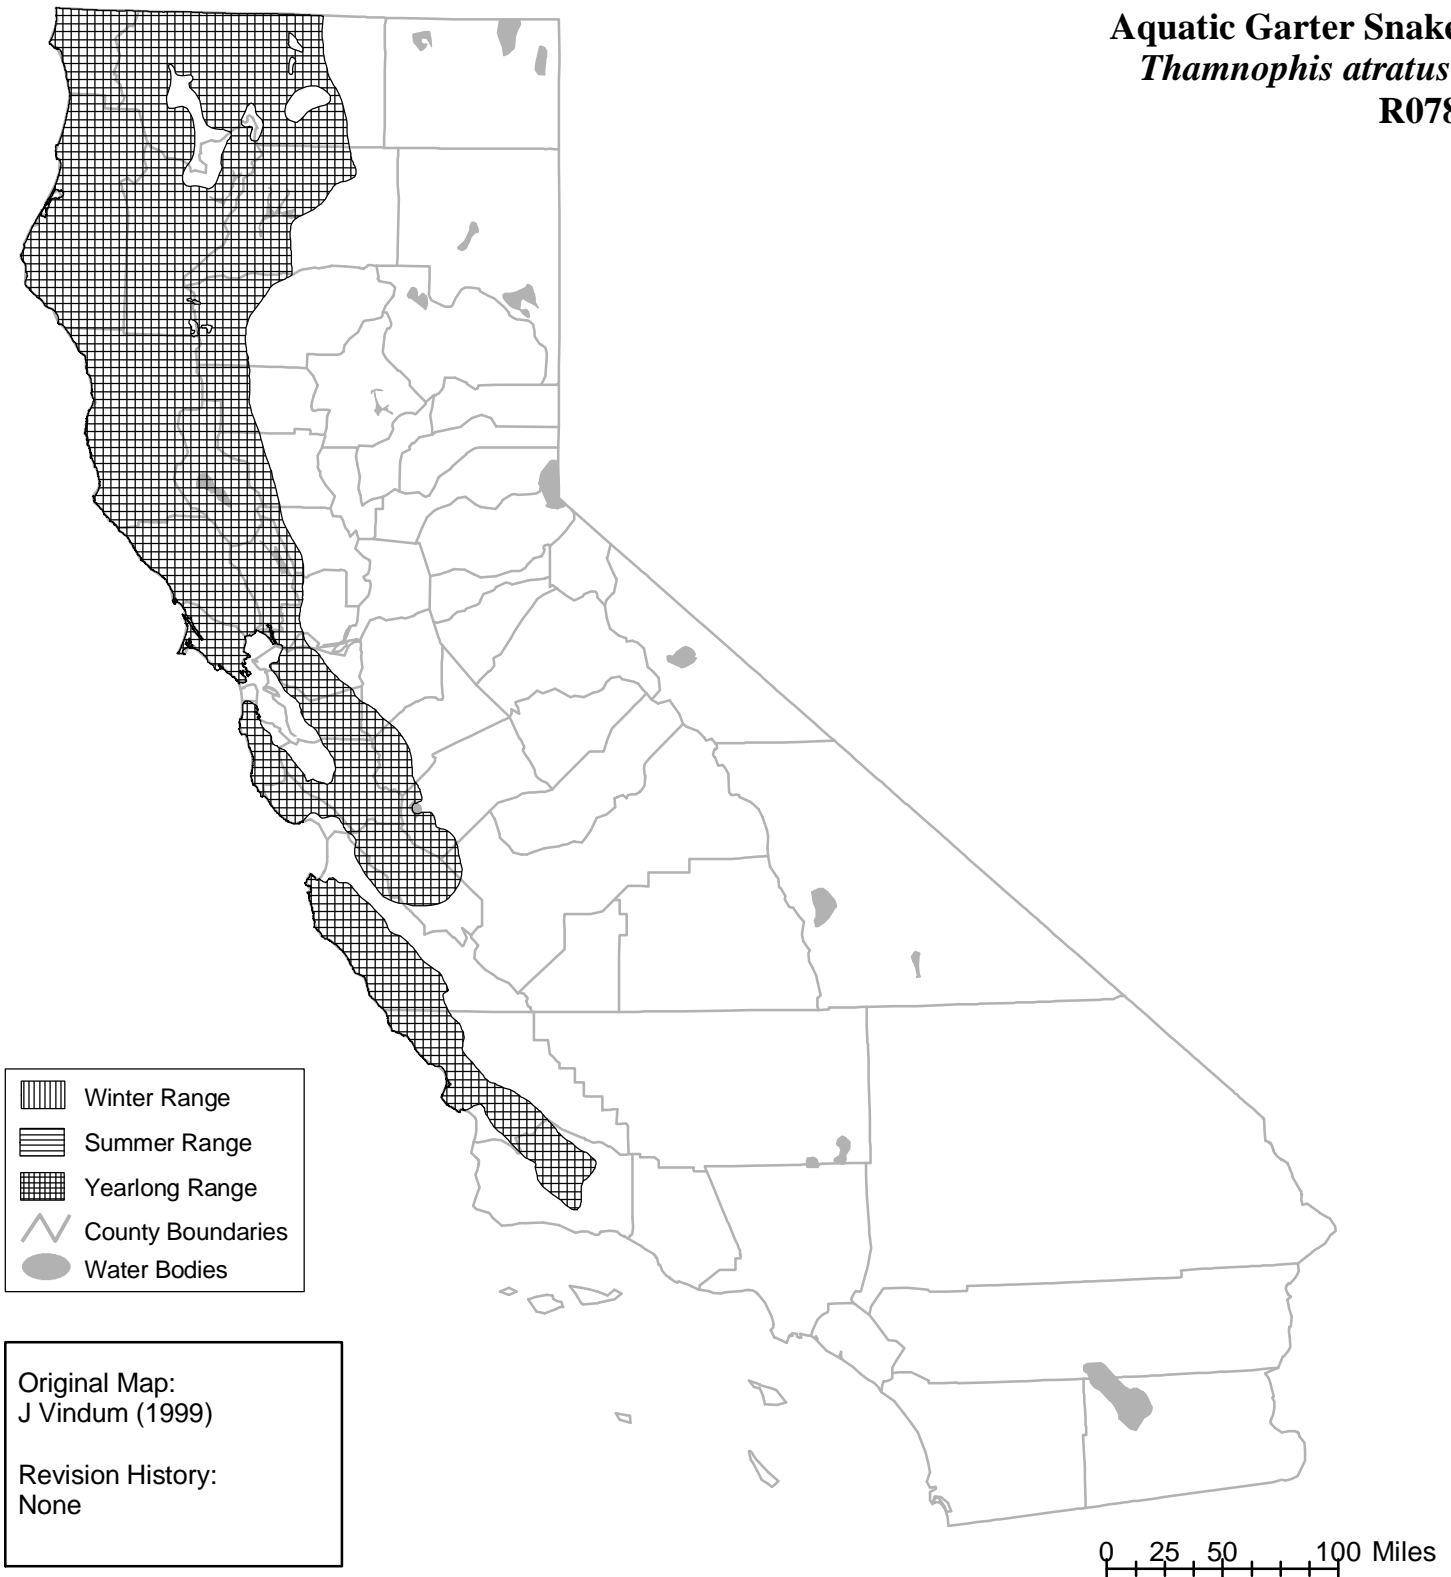 Aquatic Garter Snake
Thamnophis atratus
R078
Winter Range
Summer Range
Yearlong Range
County Boundaries
Water Bodies
Original Map:
J Vindum (1999)
Revision History:
None
0 25 50 100 Miles